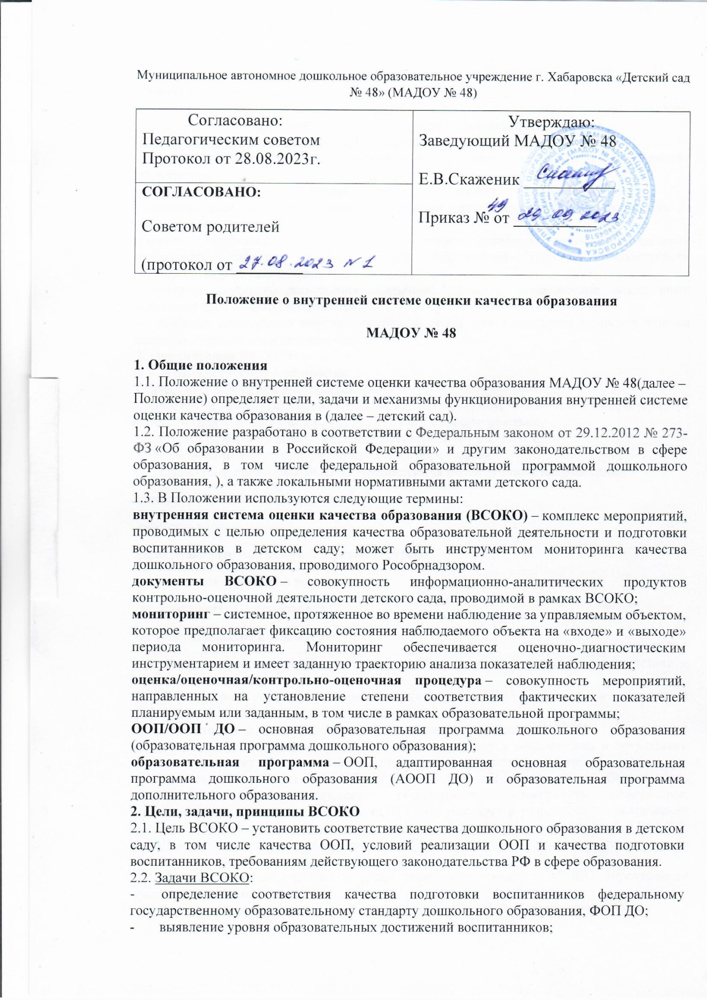 Муниципальное автономное дошкольное образовательное учреждение г. Хабаровска «Детский сад
№ 48» (МАДОУ № 48)
Согласовано:
Педагогическим советом
Протокол от 28.08.2023г.
СОГЛАСОВАНО:
Советом родителей
(протокол от 27.08.2023 № 1
Утверждаю:
Заведующий МАДОУ № 48
Е.В.Скаженик
49
Приказ № от 29.09.2023
Положение о внутренней системе оценки качества образования
МАДОУ № 48
1. Общие положения
1.1. Положение о внутренней системе оценки качества образования МАДОУ № 48(далее –
Положение) определяет цели, задачи и механизмы функционирования внутренней системе
оценки качества образования в (далее – детский сад).
1.2. Положение разработано в соответствии с Федеральным законом от 29.12.2012 № 273-
ФЗ «Об образовании в Российской Федерации» и другим законодательством в сфере
образования, в том числе федеральной образовательной программой дошкольного
образования, ), а также локальными нормативными актами детского сада.
1.3. В Положении используются следующие термины:
внутренняя система оценки качества образования (ВСОКО) – комплекс мероприятий,
проводимых с целью определения качества образовательной деятельности и подготовки
воспитанников в детском саду; может быть инструментом мониторинга качества
дошкольного образования, проводимого Рособрнадзором.
документы ВСОКО – совокупность информационно-аналитических продуктов
контрольно-оценочной деятельности детского сада, проводимой в рамках ВСОКО;
мониторинг – системное, протяженное во времени наблюдение за управляемым объектом,
которое предполагает фиксацию состояния наблюдаемого объекта на «входе» и «выходе»
периода мониторинга. Мониторинг обеспечивается оценочно-диагностическим
инструментарием и имеет заданную траекторию анализа показателей наблюдения;
оценка/оценочная/контрольно-оценочная процедура – совокупность мероприятий,
направленных на установление степени соответствия фактических показателей
планируемым или заданным, в том числе в рамках образовательной программы;
ООП/ООП ДО – основная образовательная программа дошкольного образования
(образовательная программа дошкольного образования);
образовательная программа – ООП, адаптированная основная образовательная
программа дошкольного образования (АООП ДО) и образовательная программа
дополнительного образования.
2. Цели, задачи, принципы ВСОКО
2.1. Цель ВСОКО – установить соответствие качества дошкольного образования в детском
саду, в том числе качества ООП, условий реализации ООП и качества подготовки
воспитанников, требованиям действующего законодательства РФ в сфере образования.
2.2. Задачи ВСОКО:
- определение соответствия качества подготовки воспитанников федеральному
государственному образовательному стандарту дошкольного образования, ФОП ДО;
- выявление уровня образовательных достижений воспитанников;